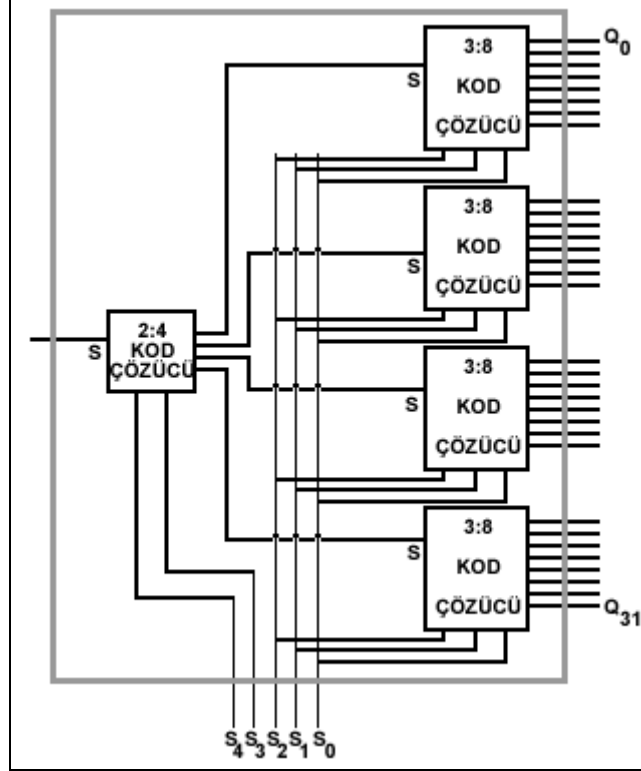 3:8
KOD
ÇÖZÜCÜ
S
Q0
3:8
KOD
ÇÖZÜCÜ
S
2:4
KOD
ÇÖZÜCÜ
S
3:8
KOD
ÇÖZÜCÜ
S
3:8
KOD
ÇÖZÜCÜ
S
Q31
S4 S3 S2 S1 S0